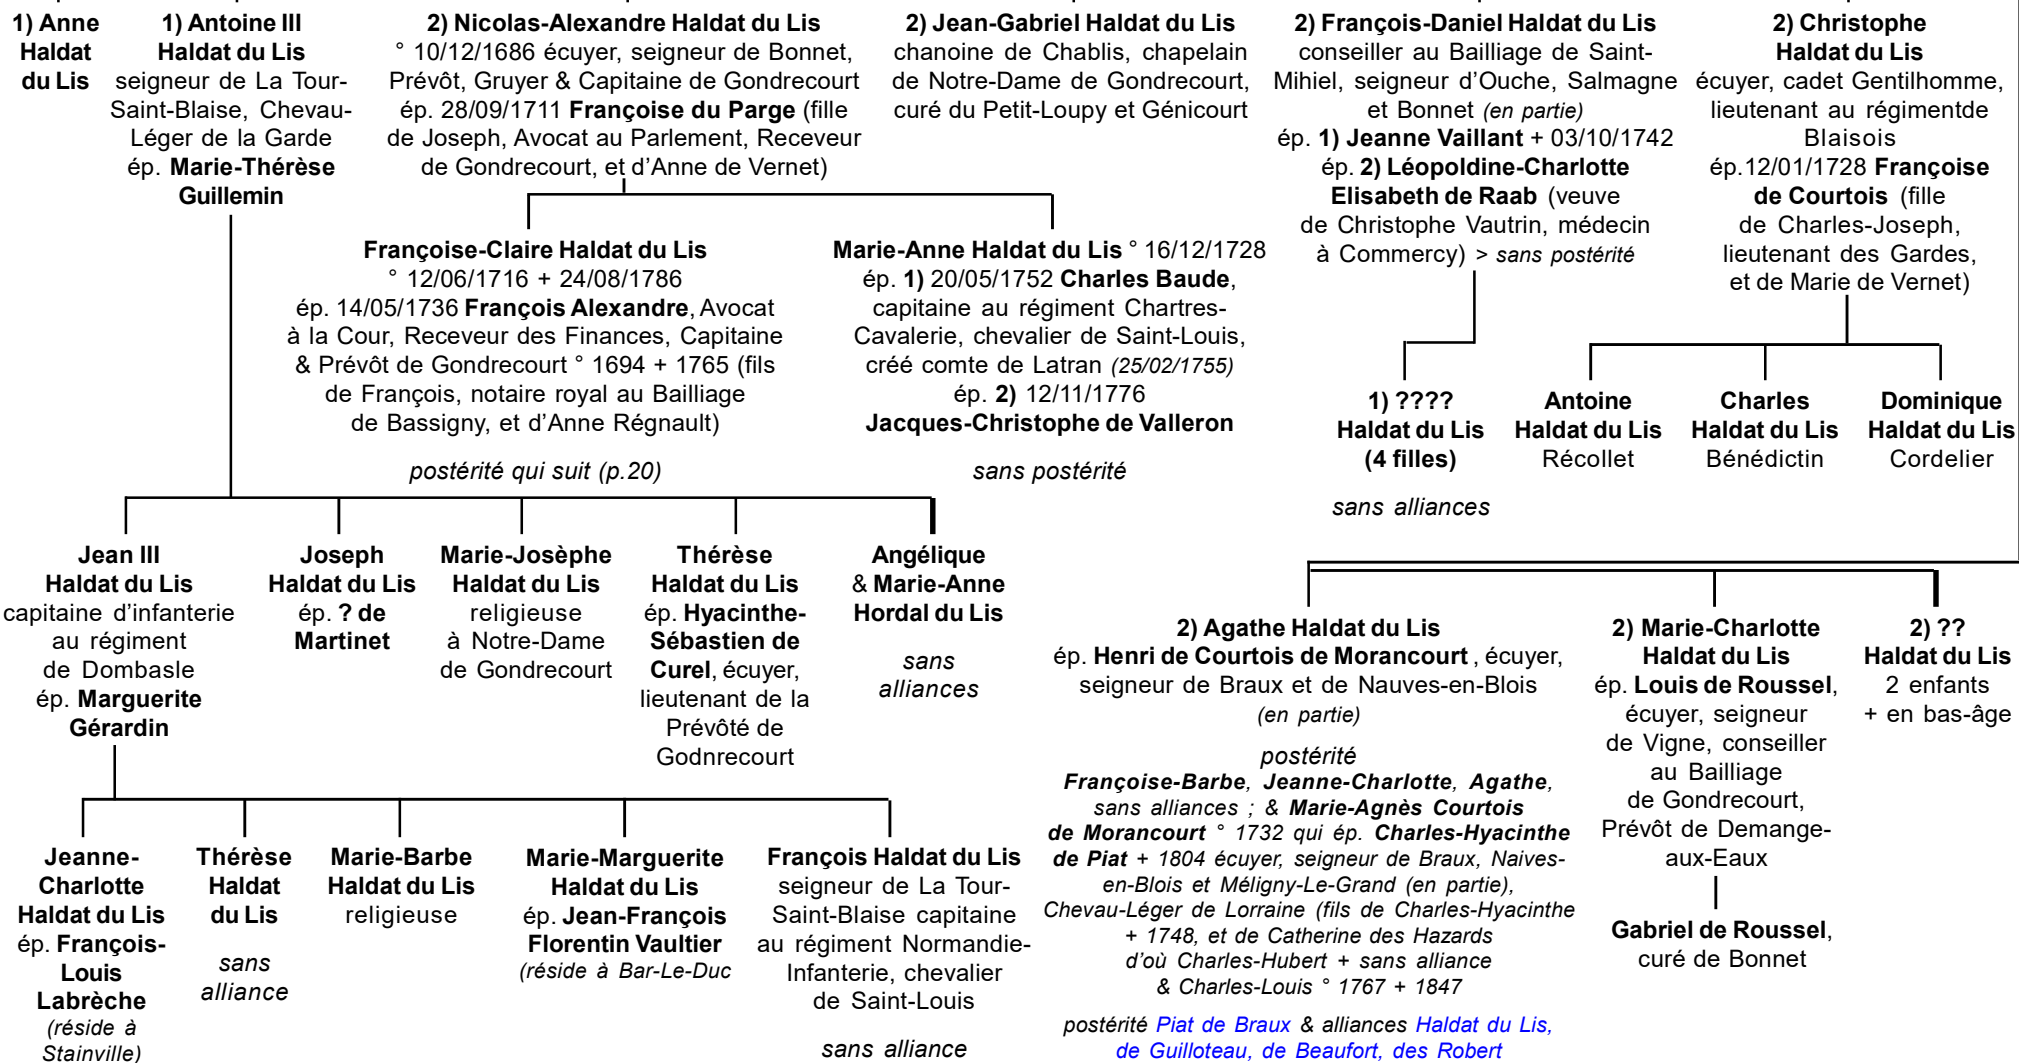 1) Anne
Haldat
du Lis
1) Antoine III
Haldat du Lis
seigneur de La Tour-
Saint-Blaise, Chevau-
Léger de la Garde
ép. Marie-Thérèse
Guillemin
2) Nicolas-Alexandre Haldat du Lis
° 10/12/1686 écuyer, seigneur de Bonnet,
Prévôt, Gruyer & Capitaine de Gondrecourt
ép. 28/09/1711 Françoise du Parge (fille
de Joseph, Avocat au Parlement, Receveur
de Gondrecourt, et d'Anne de Vernet)
2) Jean-Gabriel Haldat du Lis
chanoine de Chablis, chapelain
de Notre-Dame de Gondrecourt,
curé du Petit-Loupy et Génicourt
2) François-Daniel Haldat du Lis
conseiller au Bailliage de Saint-
Mihiel, seigneur d'Ouche, Salmagne
et Bonnet (en partie)
ép. 1) Jeanne Vaillant + 03/10/1742
ép. 2) Léopoldine-Charlotte
Elisabeth de Raab (veuve
de Christophe Vautrin, médecin
à Commercy) > sans postérité
2) Christophe
Haldat du Lis
écuyer, cadet Gentilhomme,
lieutenant au régimentde
Blaisois
ép.12/01/1728 Françoise
de Courtois (fille
de Charles-Joseph,
lieutenant des Gardes,
et de Marie de Vernet)
Françoise-Claire Haldat du Lis
° 12/06/1716 + 24/08/1786
ép. 14/05/1736 François Alexandre, Avocat
à la Cour, Receveur des Finances, Capitaine
& Prévôt de Gondrecourt ° 1694 + 1765 (fils
de François, notaire royal au Bailliage
de Bassigny, et d'Anne Régnault)
postérité qui suit (p.20)
Marie-Anne Haldat du Lis ° 16/12/1728
ép. 1) 20/05/1752 Charles Baude,
capitaine au régiment Chartres-
Cavalerie, chevalier de Saint-Louis,
créé comte de Latran (25/02/1755)
ép. 2) 12/11/1776
Jacques-Christophe de Valleron
sans postérité
1) ????
Haldat du Lis
(4 filles)
sans alliances
Antoine
Haldat du Lis
Récollet
Charles
Haldat du Lis
Bénédictin
Dominique
Haldat du Lis
Cordelier
Jean III
Haldat du Lis
capitaine d'infanterie
au régiment
de Dombasle
ép. Marguerite
Gérardin
Joseph
Haldat du Lis
ép. ? de
Martinet
Marie-Josèphe
Haldat du Lis
religieuse
à Notre-Dame
de Gondrecourt
Thérèse
Haldat du Lis
ép. Hyacinthe-
Sébastien de
Curel, écuyer,
lieutenant de la
Prévôté de
Godnrecourt
Angélique
& Marie-Anne
Hordal du Lis
sans
alliances
2) Agathe Haldat du Lis
ép. Henri de Courtois de Morancourt , écuyer,
seigneur de Braux et de Nauves-en-Blois
(en partie)
postérité
Françoise-Barbe, Jeanne-Charlotte, Agathe,
sans alliances ; & Marie-Agnès Courtois
de Morancourt ° 1732 qui ép. Charles-Hyacinthe
de Piat + 1804 écuyer, seigneur de Braux, Naives-
en-Blois et Méligny-Le-Grand (en partie),
Chevau-Léger de Lorraine (fils de Charles-Hyacinthe
+ 1748, et de Catherine des Hazards
d'où Charles-Hubert + sans alliance
& Charles-Louis ° 1767 + 1847
postérité Piat de Braux & alliances Haldat du Lis,
de Guilloteau, de Beaufort, des Robert
2) Marie-Charlotte
Haldat du Lis
ép. Louis de Roussel,
écuyer, seigneur
de Vigne, conseiller
au Bailliage
de Gondrecourt,
Prévôt de Demange-
aux-Eaux
Gabriel de Roussel,
curé de Bonnet
2) ??
Haldat du Lis
2 enfants
+ en bas-âge
Jeanne-
Charlotte
Haldat du Lis
ép. François-
Louis
Labrèche
(réside à
Stainville)
Thérèse
Haldat
du Lis
sans
alliance
Marie-Barbe
Haldat du Lis
religieuse
Marie-Marguerite
Haldat du Lis
ép. Jean-François
Florentin Vaultier
(réside à Bar-Le-Duc
François Haldat du Lis
seigneur de La Tour-
Saint-Blaise capitaine
au régiment Normandie-
Infanterie, chevalier
de Saint-Louis
sans alliance